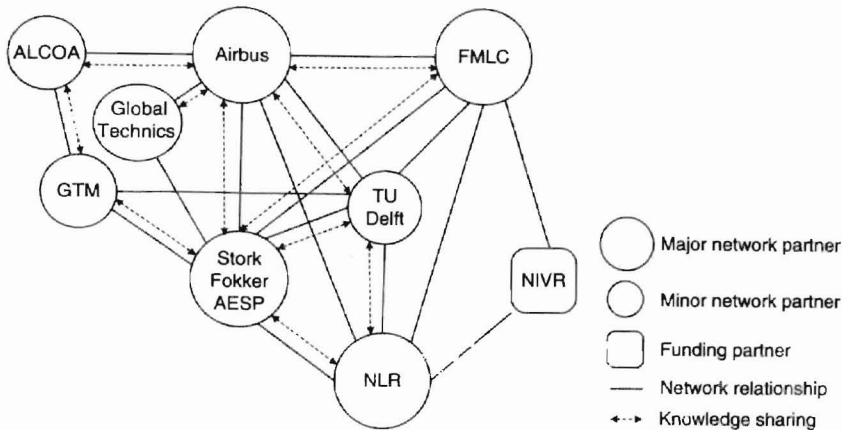 ALCOA
Airbus
FMLC
Global
Technics
GTM
TU
Delft
Stork
Fokker
AESP
NIVR
NLR
Major network partner
Minor network partner
Funding partner
Network relationship
Knowledge sharing